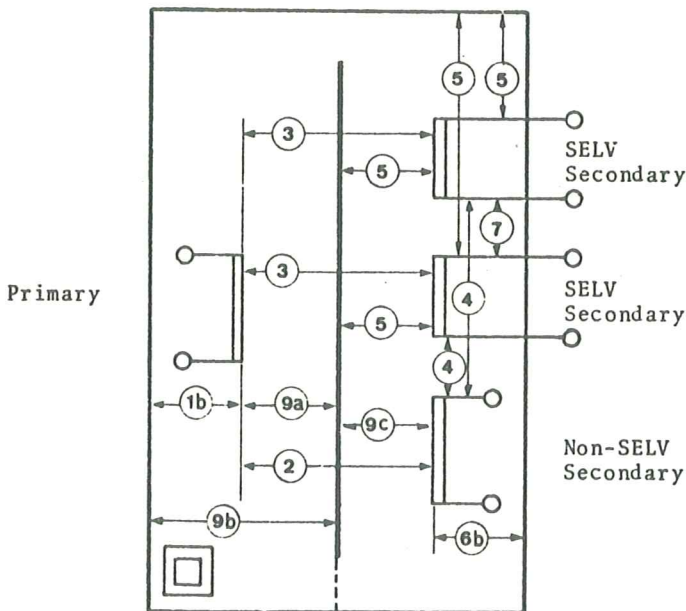 5
5
3
SELV
Secondary
5
7
3
4
SELV
Secondary
Primary
5
4
1b
9a
9c
Non-SELV
Secondary
2
9b
6b